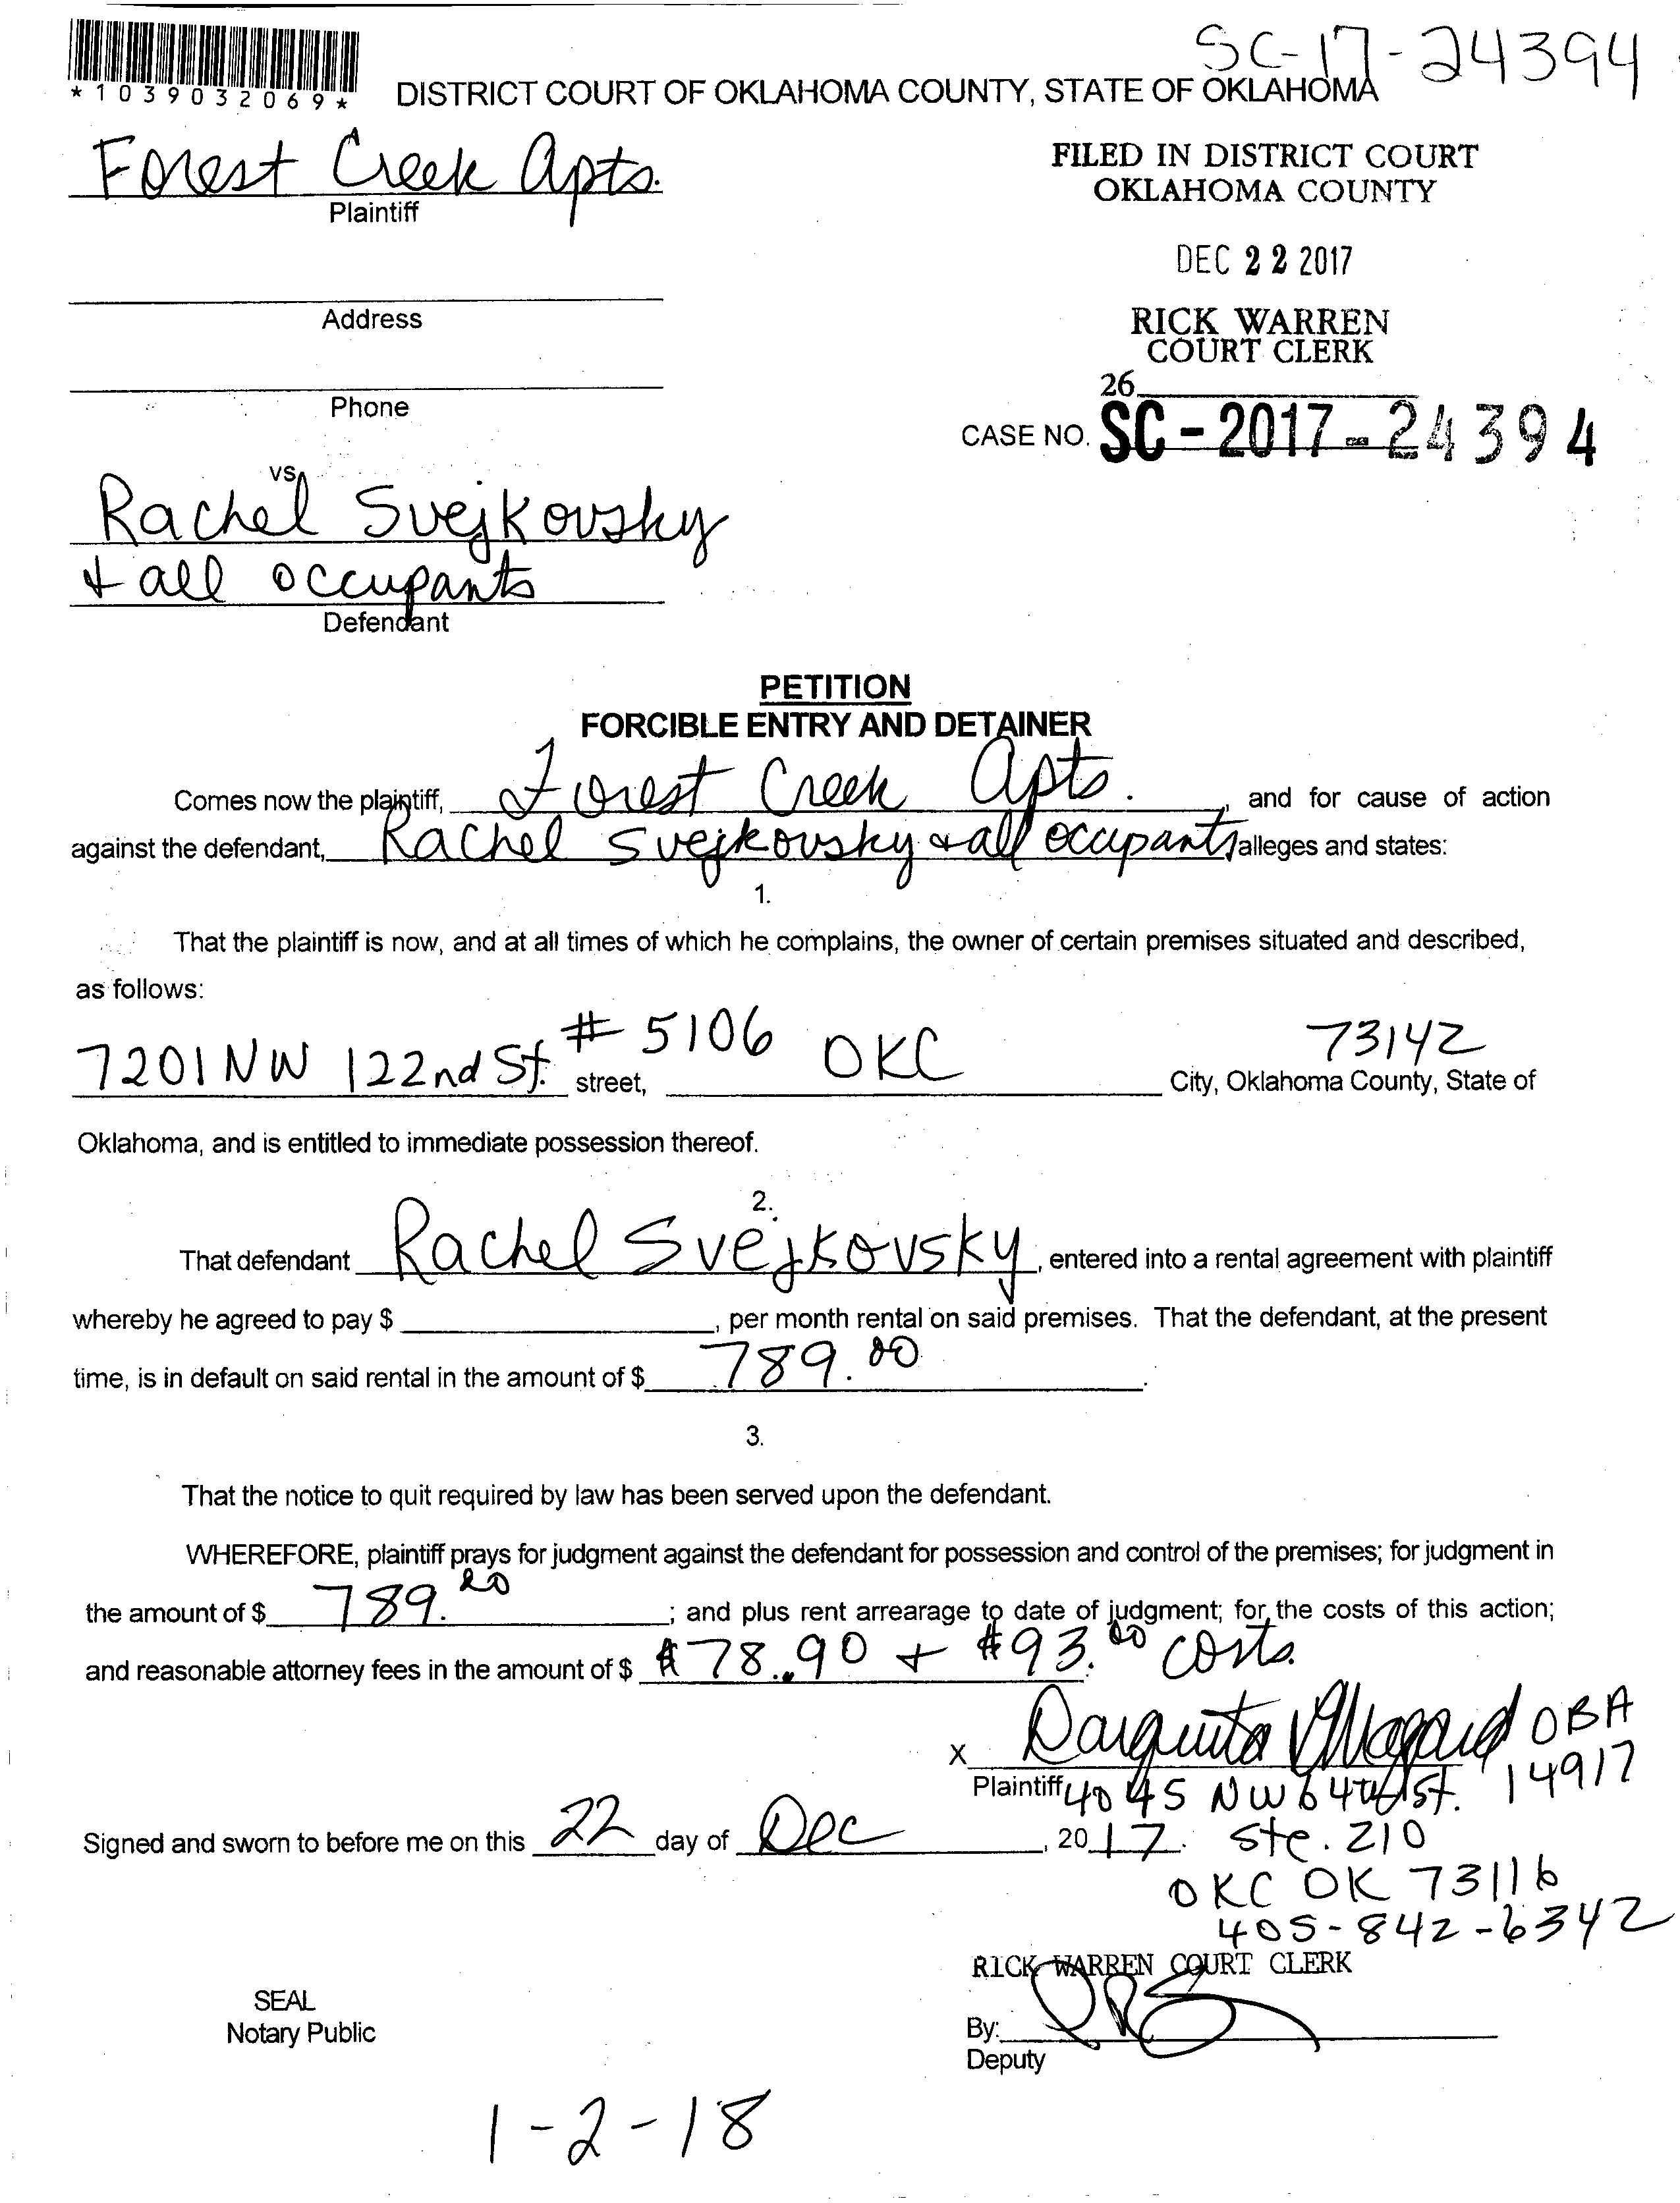 SC-17-24394
*1039032069*
DISTRICT COURT OF OKLAHOMA COUNTY, STATE OF OKLAHOMA
Forest Creek Apts.
Plaintiff
FILED IN DISTRICT COURT
OKLAHOMA COUNTY
DEC 22 2017
Address
RICK WARREN
COURT CLERK
26
Phone
CASE NO. SC-2017-24394
vs
Rachel Svejkovsky
+ all occupants
Defendant
PETITION
FORCIBLE ENTRY AND DETAINER
Comes now the plaintiff, Forest Creek Apts. , and for cause of action
against the defendant, Rachel Svejkovsky + all occupants alleges and states:
1.
That the plaintiff is now, and at all times of which he complains, the owner of certain premises situated and described,
as follows:
7201 NW 122nd St. # 5106 street, OKC 73142 City, Oklahoma County, State of
Oklahoma, and is entitled to immediate possession thereof.
2.
That defendant Rachel Svejkovsky, entered into a rental agreement with plaintiff
whereby he agreed to pay $ , per month rental on said premises. That the defendant, at the present
time, is in default on said rental in the amount of $ 789.00.
3.
That the notice to quit required by law has been served upon the defendant.
WHEREFORE, plaintiff prays for judgment against the defendant for possession and control of the premises; for judgment in
the amount of $ 789.00; and plus rent arrearage to date of judgment; for the costs of this action;
and reasonable attorney fees in the amount of $ $78.90 + $93.00 costs.
X OBA
Plaintiff 4045 NW 64th St. 14917
Signed and sworn to before me on this 22 day of Dec, 2017. Ste. 210
OKC OK 73116
405-842-6342
RICK WARREN COURT CLERK
SEAL
Notary Public
By:
Deputy
1-2-18